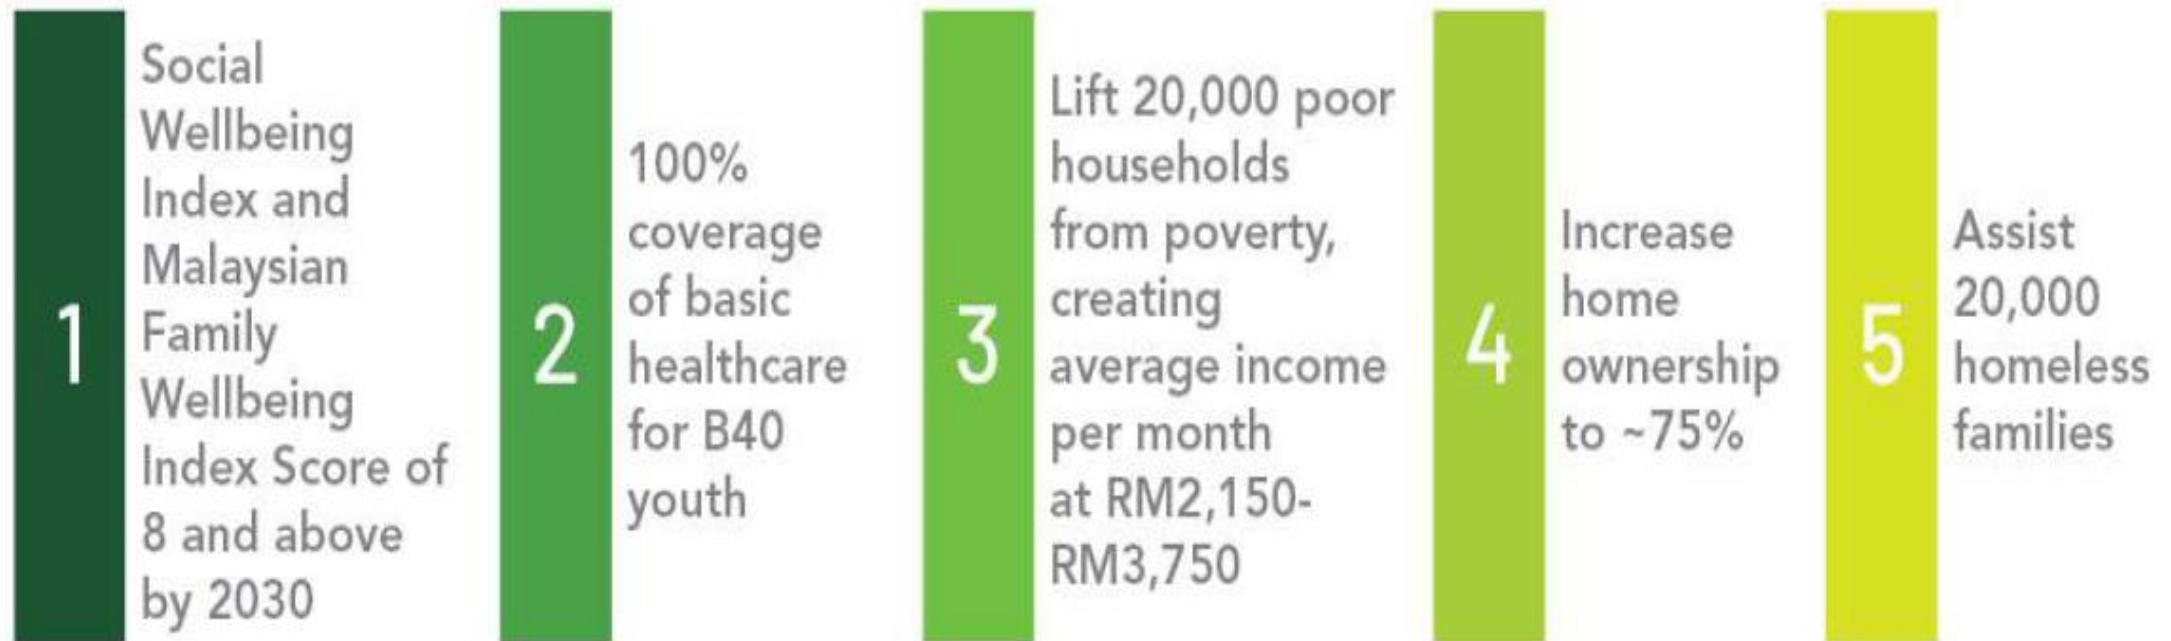 1
Social
Wellbeing
Index and
Malaysian
Family
Wellbeing
Index Score of
8 and above
by 2030
2
100%
coverage
of basic
healthcare
for B40
youth
3
Lift 20,000 poor
households
from poverty,
creating
average income
per month
at RM2,150-
RM3,750
4
Increase
home
ownership
to ~75%
5
Assist
20,000
homeless
families